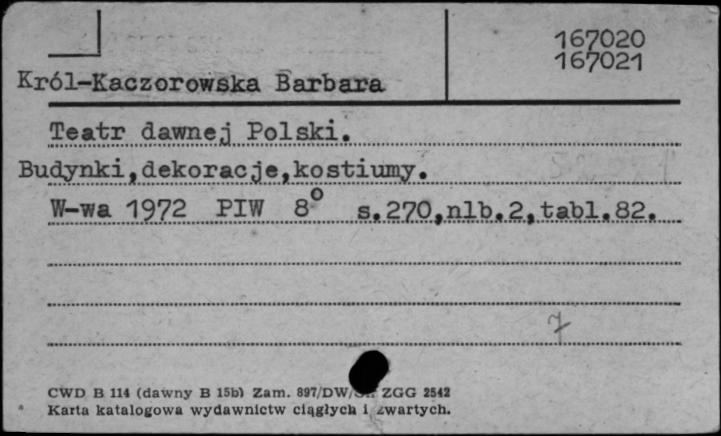 167020
167021
Król-Kaczorowska Barbara
Teatr dawnej Polski.
Budynki,dekoracje,kostiumy.
W-wa 1972 PIW 8° s.270,nlb.2,tabl.82.
7
CWD B 114 (dawny B 15b) Zam. 897/DW/ ZGG 2542
Karta katalogowa wydawnictw ciągłych i zwartych.